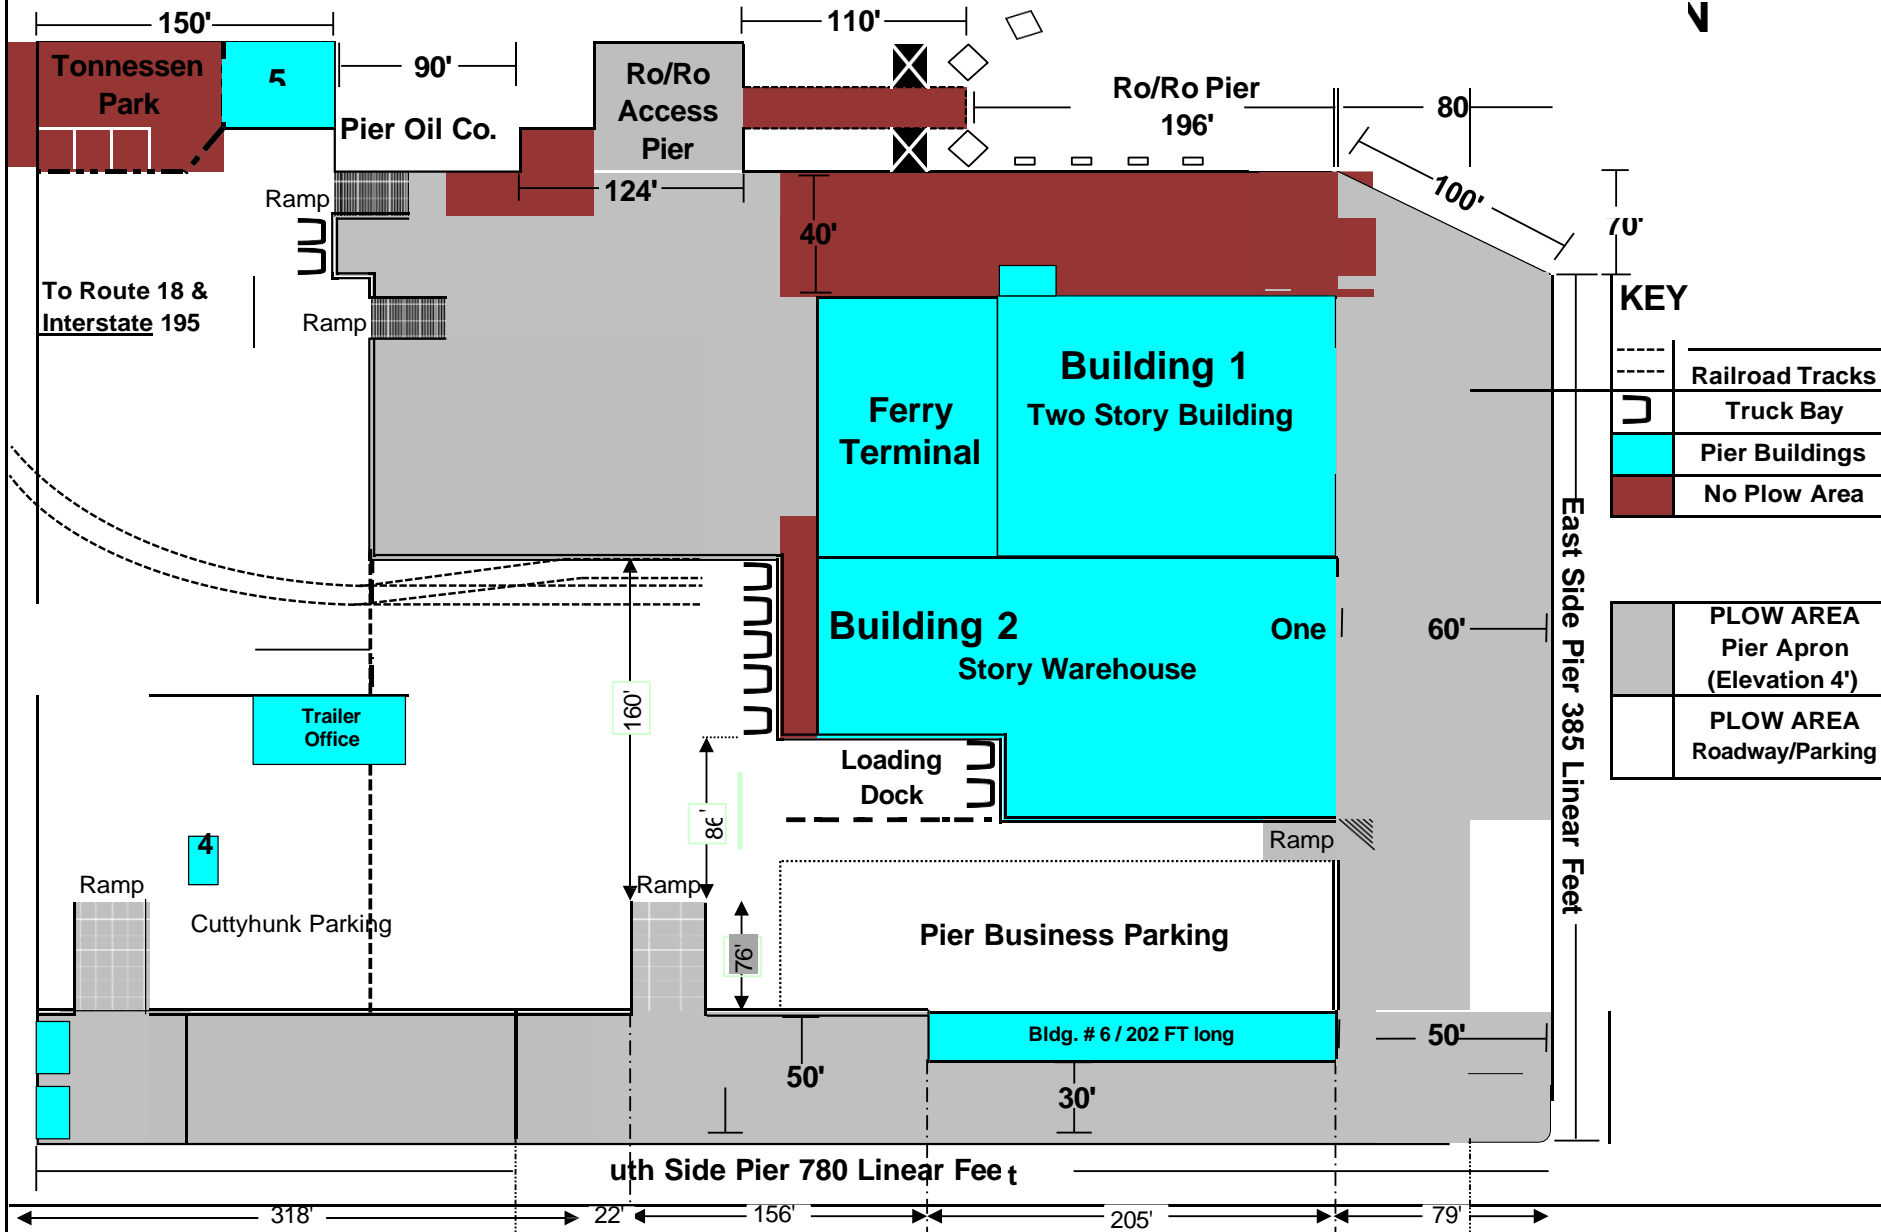 N
150'
110'
Tonnessen
Park
5
90'
Pier Oil Co.
Ro/Ro
Access
Pier
Ro/Ro Pier
196'
80
100'
70'
Ramp
124'
40'
To Route 18 &
Interstate 195
Ramp
KEY
Railroad Tracks
Truck Bay
Pier Buildings
No Plow Area
Building 1
Two Story Building
Ferry
Terminal
East Side Pier 385 Linear Feet
Building 2
One
Story Warehouse
60'
PLOW AREA
Pier Apron
(Elevation 4')
PLOW AREA
Roadway/Parking
160'
Trailer
Office
Loading
Dock
86'
4
Ramp
Ramp
Ramp
Cuttyhunk Parking
76'
Pier Business Parking
Bldg. # 6 / 202 FT long
50'
50'
30'
uth Side Pier 780 Linear Feet
318'
22'
156'
205'
79'